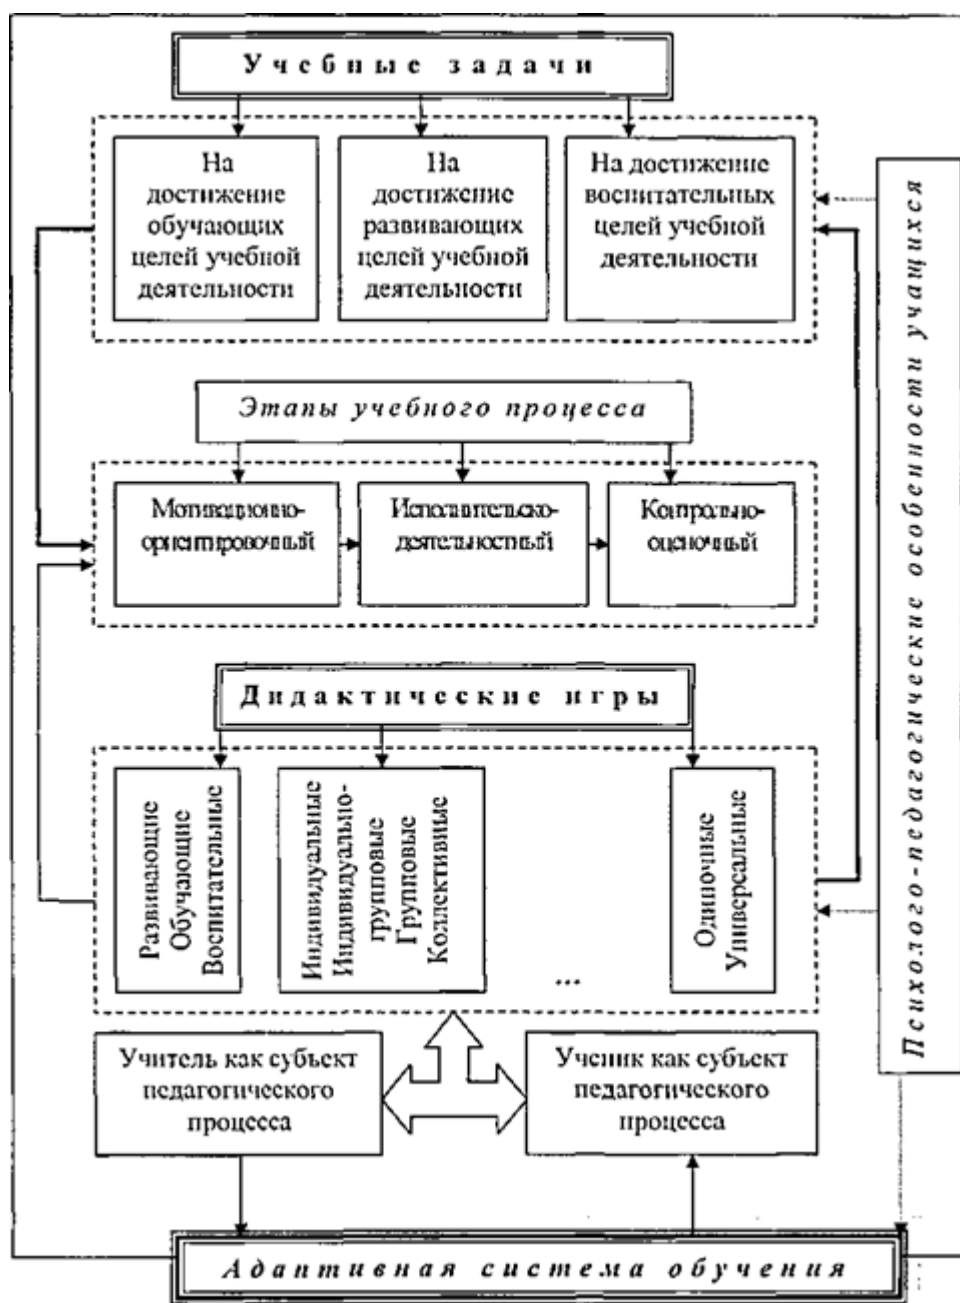 Учебные задачи
На
достижение
обучающих
целей учебной
деятельности
На
достижение
развивающих
целей учебной
деятельности
На достижение
воспитательных
целей учебной
деятельности
Психолого-педагогические особенности учащихся
Этапы учебного процесса
Мотивационно-
ориентировочный
Исполнительско-
деятельностный
Контрольно-
оценочный
Дидактические игры
Развивающие
Обучающие
Воспитательные
Индивидуальные
Индивидуально-
групповые
Групповые
Коллективные
...
Одиночные
Универсальные
Учитель как субъект
педагогического
процесса
Ученик как субъект
педагогического
процесса
Адаптивная система обучения